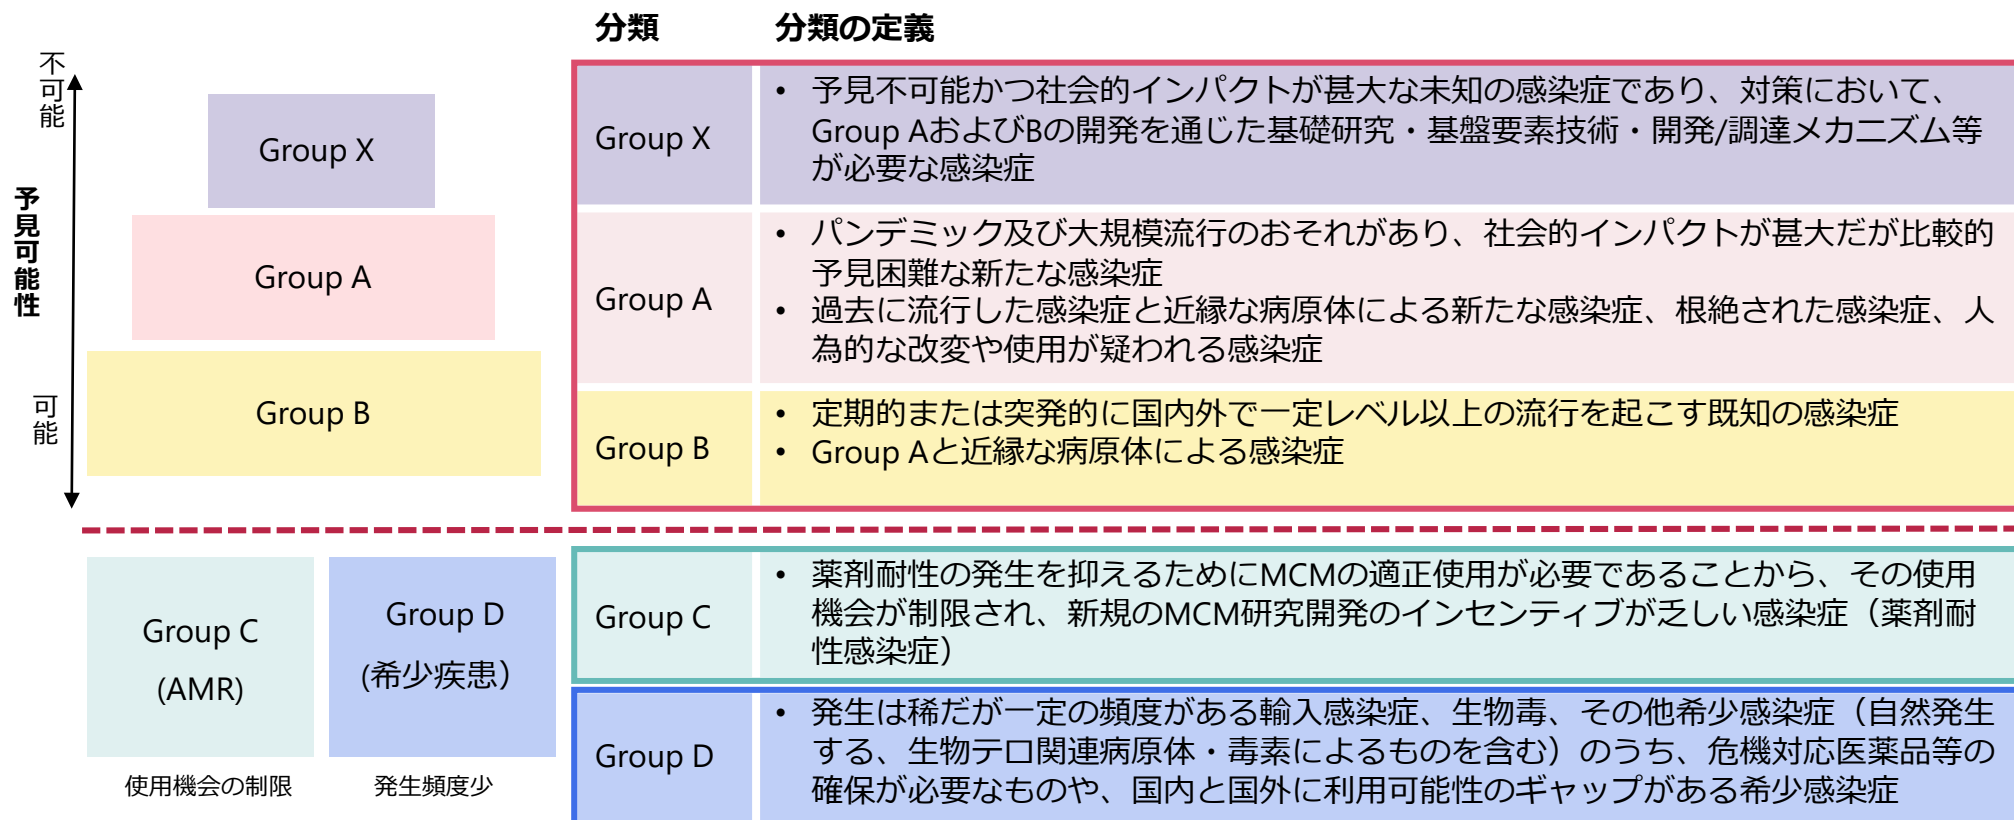 分類
分類の定義
不可能
予見可能性
可能
Group X
Group A
Group B
Group X
• 予見不可能かつ社会的インパクトが甚大な未知の感染症であり、対策において、
Group AおよびBの開発を通じた基礎研究・基盤要素技術・開発/調達メカニズム等
が必要な感染症
Group A
• パンデミック及び大規模流行のおそれがあり、社会的インパクトが甚大だが比較的
予見困難な新たな感染症
• 過去に流行した感染症と近縁な病原体による新たな感染症、根絶された感染症、人
為的な改変や使用が疑われる感染症
Group B
• 定期的または突発的に国内外で一定レベル以上の流行を起こす既知の感染症
• Group Aと近縁な病原体による感染症
Group C
(AMR)
使用機会の制限
Group D
(希少疾患）
発生頻度少
Group C
• 薬剤耐性の発生を抑えるためにMCMの適正使用が必要であることから、その使用
機会が制限され、新規のMCM研究開発のインセンティブが乏しい感染症（薬剤耐
性感染症）
Group D
• 発生は稀だが一定の頻度がある輸入感染症、生物毒、その他希少感染症（自然発生
する、生物テロ関連病原体・毒素によるものを含む）のうち、危機対応医薬品等の
確保が必要なものや、国内と国外に利用可能性のギャップがある希少感染症